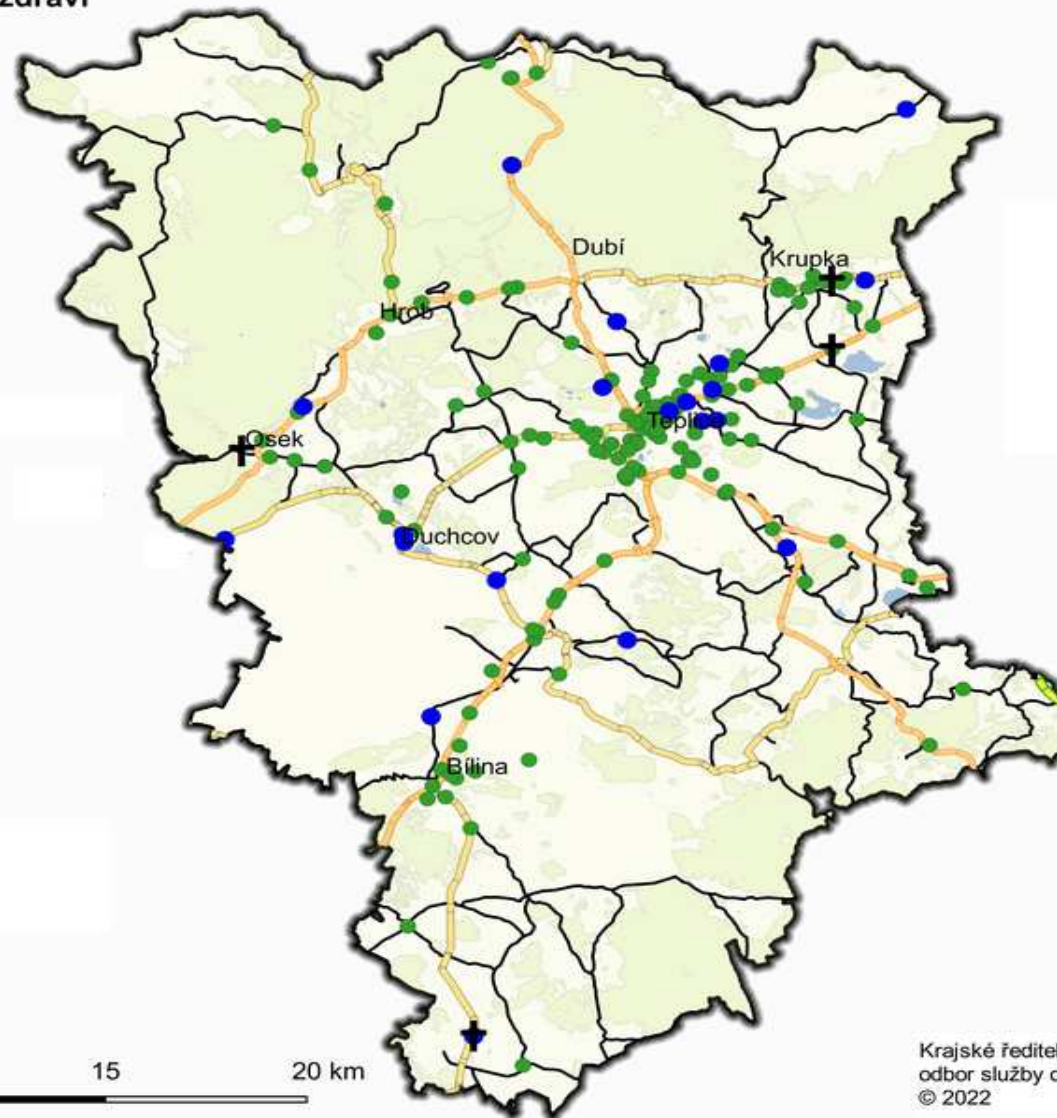 zdraví
Dubí
Krupka
Hrob
Teplice
Osek
Duchcov
Bílina
15
20 km
Krajské ředitel
odbor služby d
© 2022